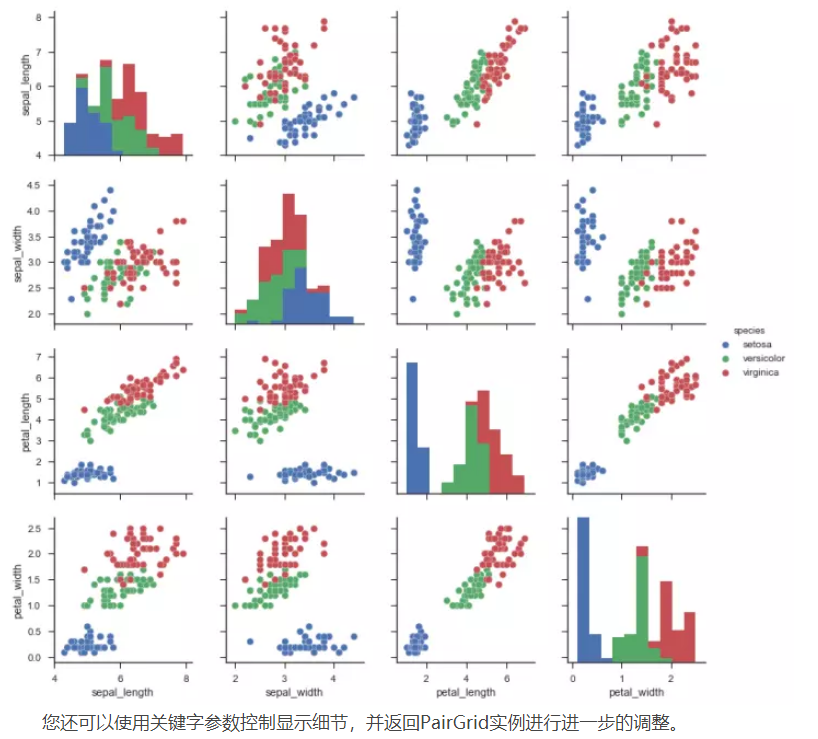 8
7
6
5
4
sepal_length
4.5
4.0
3.5
3.0
2.5
2.0
sepal_width
species
setosa
versicolor
virginica
7
6
5
4
3
2
1
petal_length
2.5
2.0
1.5
1.0
0.5
0.0
petal_width
4 6 8 2 3 4 2 4 6 0 1 2
sepal_length sepal_width petal_length petal_width
您还可以使用关键字参数控制显示细节，并返回PairGrid实例进行进一步的调整。